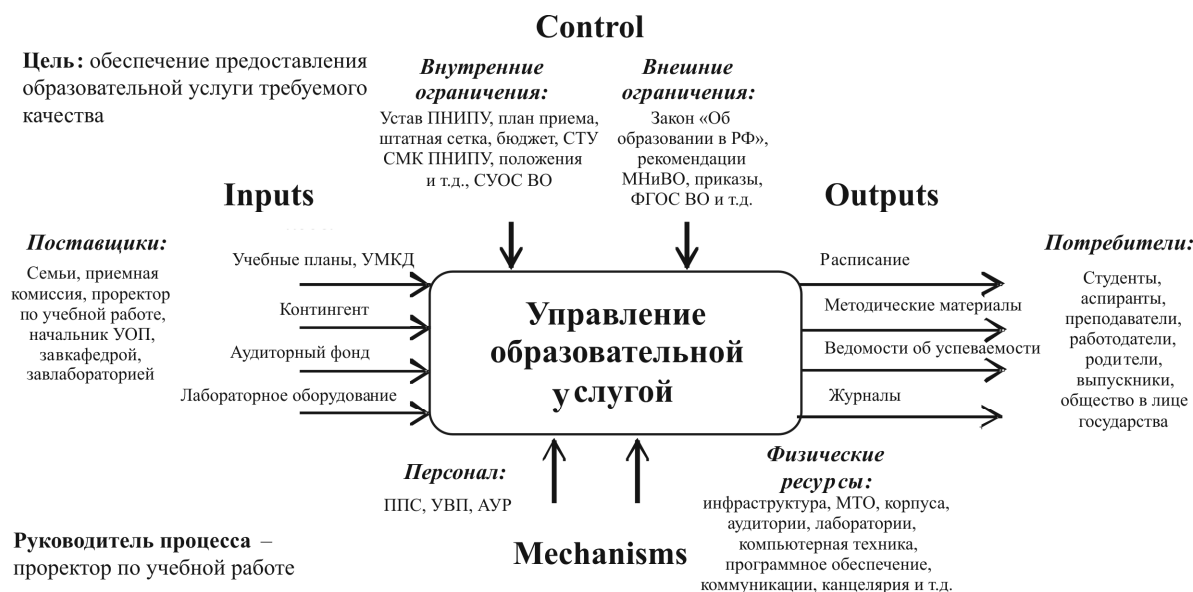 Control
Цель: обеспечение предоставления
образовательной услуги требуемого
качества
Внутренние
ограничения:
Устав ПНИПУ, план приема,
штатная сетка, бюджет, СТУ
СМК ПНИПУ, положения
и т.д., СУОС ВО
Внешние
ограничения:
Закон «Об
образовании в РФ»,
рекомендации
МНиВО, приказы,
ФГОС ВО и т.д.
Inputs
Outputs
Поставщики:
Семьи, приемная
комиссия, проректор
по учебной работе,
начальник УОП,
завкафедрой,
завлабораторией
Учебные планы, УМКД
Контингент
Аудиторный фонд
Лабораторное оборудование
Управление
образовательной
услугой
Расписание
Методические материалы
Ведомости об успеваемости
Журналы
Потребители:
Студенты,
аспиранты,
преподаватели,
работодатели,
родители,
выпускники,
общество в лице
государства
Персонал:
ППС, УВП, АУР
Mechanisms
Физические
ресурсы:
инфраструктура, МТО, корпуса,
аудитории, лаборатории,
компьютерная техника,
программное обеспечение,
коммуникации, канцелярия и т.д.
Руководитель процесса –
проректор по учебной работе